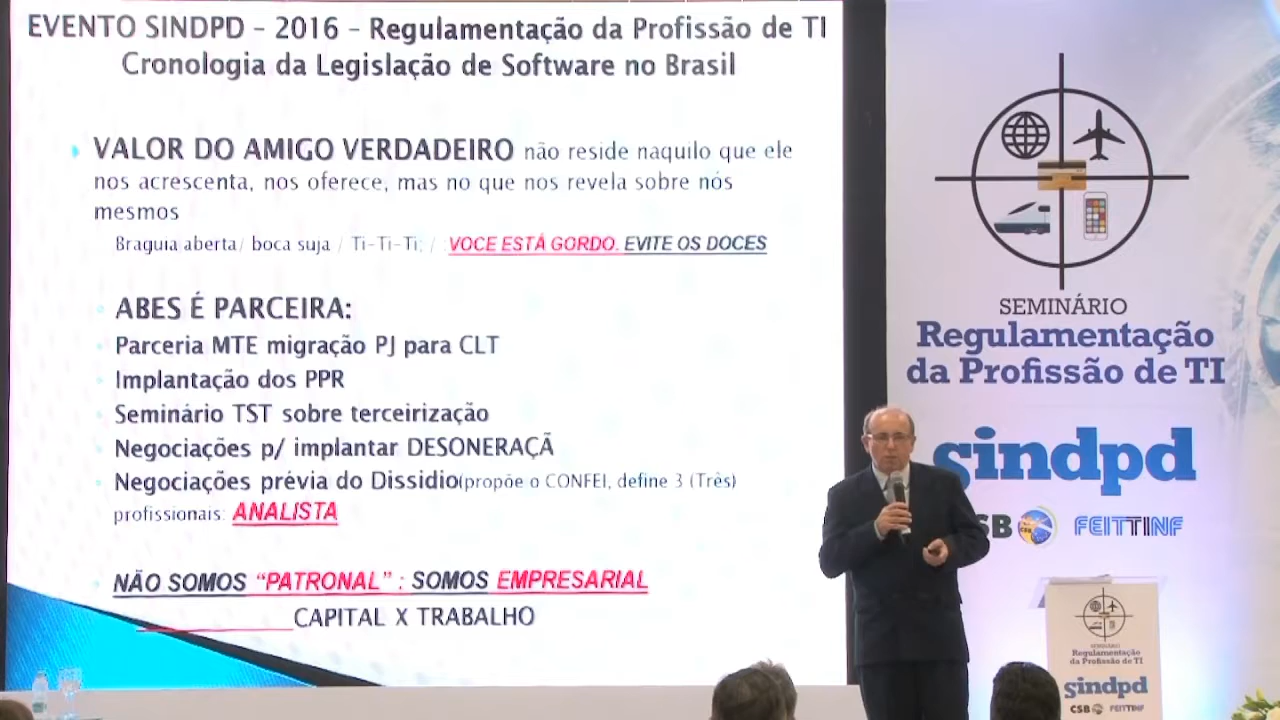 EVENTO SINDPD – 2016 – Regulamentação da Profissão de TI
Cronologia da Legislação de Software no Brasil
VALOR DO AMIGO VERDADEIRO não reside naquilo que ele
nos acrescenta, nos oferece, mas no que nos revela sobre nós
mesmos
Braguia aberta/ boca suja / Ti-Ti-Ti; / :VOCE ESTÁ GORDO. EVITE OS DOCES
ABES É PARCEIRA:
Parceria MTE migração PJ para CLT
Implantação dos PPR
Seminário TST sobre terceirização
Negociações p/ implantar DESONERAÇÃ
Negociações prévia do Dissidio(propõe o CONFEI, define 3 (Três)
profissionais: ANALISTA
NÃO SOMOS "PATRONAL" : SOMOS EMPRESARIAL
CAPITAL X TRABALHO
SEMINÁRIO
Regulamentação
da Profissão de TI
sindpd
SB FEITTINF
SEMINÁRIO
Regulamentação
da Profissão de TI
sindpd
CSB FEITTINF